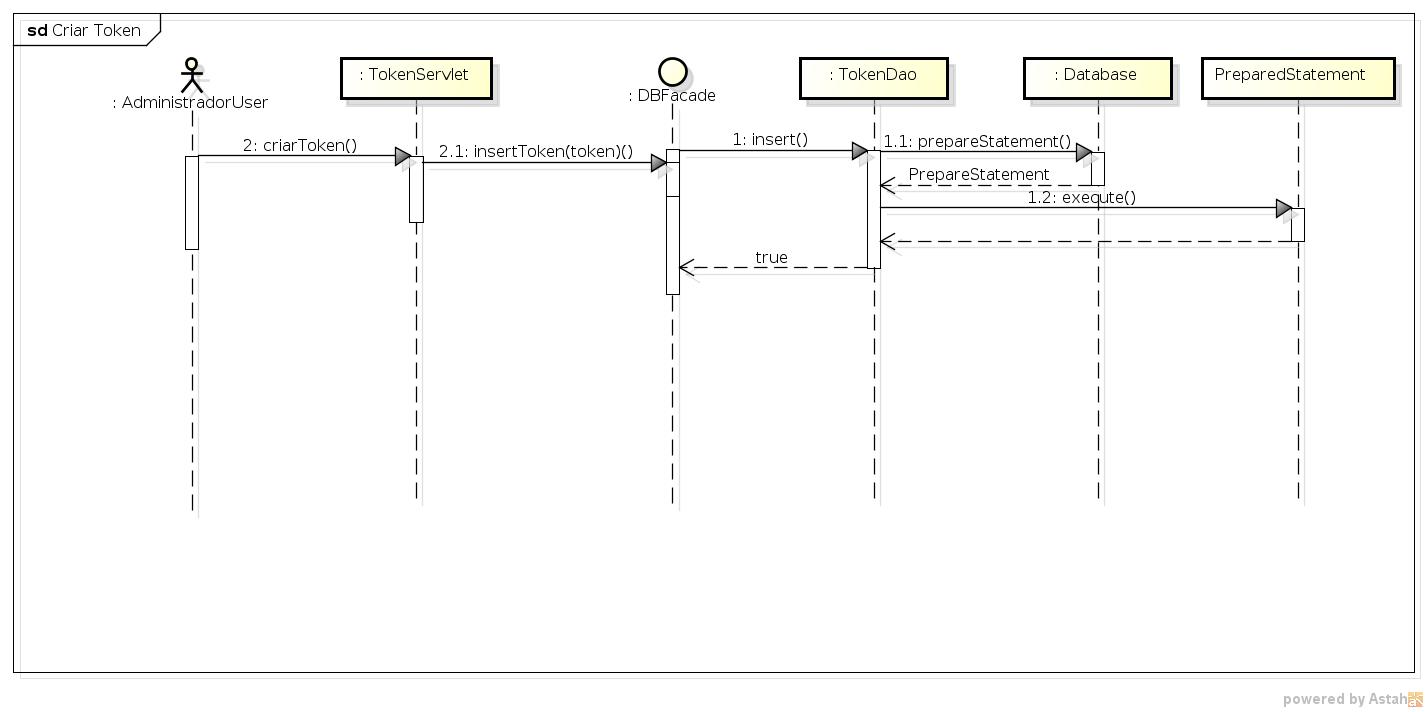 sd Criar Token
: AdministradorUser
: TokenServlet
: DBFacade
: TokenDao
: Database
PreparedStatement
2: criarToken()
2.1: insertToken(token)()
1: insert()
1.1: prepareStatement()
PrepareStatement
1.2: execute()
true
powered by Astah